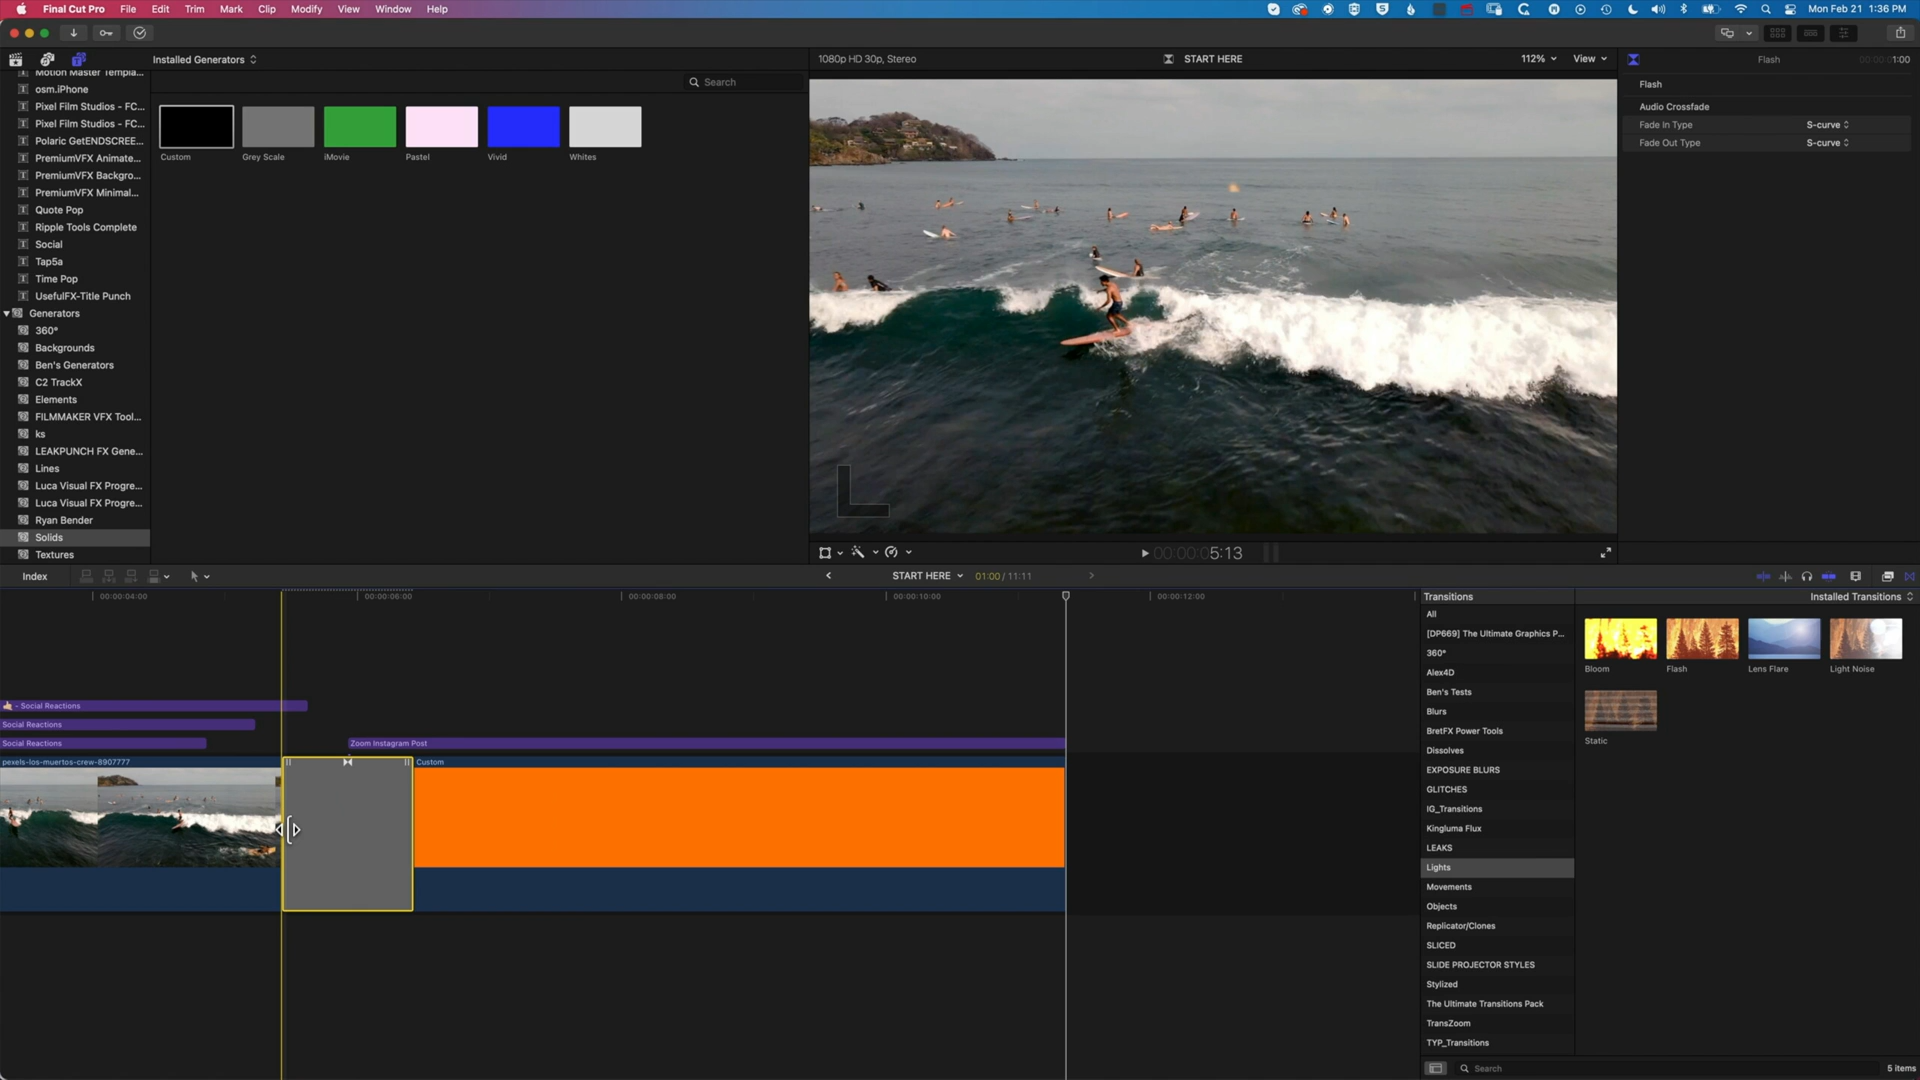 Final Cut Pro File Edit Trim Mark Clip Modify View Window Help
Mon Feb 21 1:36 PM
Installed Generators
Search
Motion Master Templa...
osm.iPhone
Pixel Film Studios - FC...
Pixel Film Studios - FC...
Polaric GetENDSCREE...
PremiumVFX Animate...
PremiumVFX Backgro...
PremiumVFX Minimal...
Quote Pop
Ripple Tools Complete
Social
Tap5a
Time Pop
UsefulFX-Title Punch
Generators
360°
Backgrounds
Ben's Generators
C2 TrackX
Elements
FILMMAKER VFX Tool...
ks
LEAKPUNCH FX Gene...
Lines
Luca Visual FX Progre...
Luca Visual FX Progre...
Ryan Bender
Solids
Textures
Custom
Grey Scale
iMovie
Pastel
Vivid
Whites
1080p HD 30p, Stereo
START HERE
112%
View
00:00:05:13
Flash
00:00:01:00
Flash
Audio Crossfade
Fade In Type S-curve
Fade Out Type S-curve
Index
START HERE
01:00 / 11:11
00:00:04:00
00:00:06:00
00:00:08:00
00:00:10:00
00:00:12:00
- Social Reactions
Social Reactions
Social Reactions
Zoom Instagram Post
pexels-los-muertos-crew-8907777
Custom
Transitions
Installed Transitions
All
[DP669] The Ultimate Graphics P...
360°
Alex4D
Ben's Tests
Blurs
BretFX Power Tools
Dissolves
EXPOSURE BLURS
GLITCHES
IG_Transitions
Kingluma Flux
LEAKS
Lights
Movements
Objects
Replicator/Clones
SLICED
SLIDE PROJECTOR STYLES
Stylized
The Ultimate Transitions Pack
TransZoom
TYP_Transitions
Bloom
Flash
Lens Flare
Light Noise
Static
Search
5 items